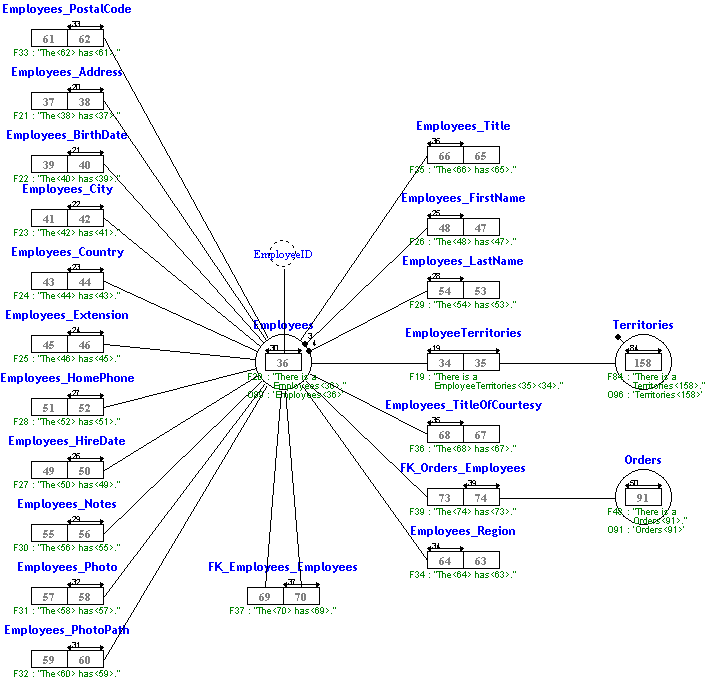 Employees_PostalCode
33
61 62
F33 : "The<62> has<61>."
Employees_Address
20
37 38
F21 : "The<38> has<37>."
Employees_BirthDate
21
39 40
F22 : "The<40> has<39>."
Employees_City
22
41 42
F23 : "The<42> has<41>."
Employees_Country
23
43 44
F24 : "The<44> has<43>."
Employees_Extension
24
45 46
F25 : "The<46> has<45>."
Employees_HomePhone
27
51 52
F28 : "The<52> has<51>."
Employees_HireDate
26
49 50
F27 : "The<50> has<49>."
Employees_Notes
29
55 56
F30 : "The<56> has<55>."
Employees_Photo
32
57 58
F31 : "The<58> has<57>."
Employees_PhotoPath
31
59 60
F32 : "The<60> has<59>."
EmployeeID
Employees
3
4
30
36
F20 : "There is a
Employees<36>."
O89 : 'Employees<36>'
FK_Employees_Employees
37
69 70
F37 : "The<70> has<69>."
Employees_Title
36
66 65
F35 : "The<66> has<65>."
Employees_FirstName
25
48 47
F26 : "The<48> has<47>."
Employees_LastName
28
54 53
F29 : "The<54> has<53>."
EmployeeTerritories
19
34 35
F19 : "There is a
EmployeeTerritories<35><34>."
Employees_TitleOfCourtesy
35
68 67
F36 : "The<68> has<67>."
FK_Orders_Employees
39
73 74
F39 : "The<74> has<73>."
Employees_Region
34
64 63
F34 : "The<64> has<63>."
Territories
84
158
F84 : "There is a
Territories<158>."
O96 : 'Territories<158>'
Orders
50
91
"There is a
Orders<91>."
O91 : 'Orders<91>'